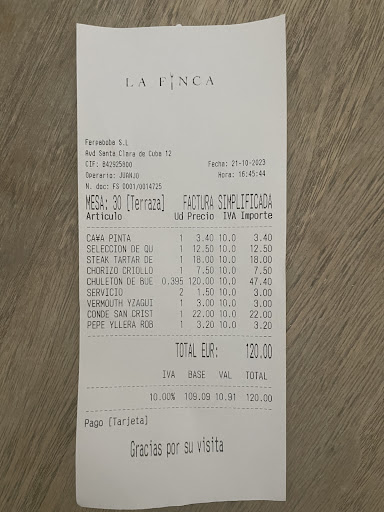 LA FINCA
Fereabobe S.L
Avd Santa Clara de Cuba 12
CIF: B42925800
Fecha: 21-10-2023
Operario: JUANJO
Hora: 16:45:44
N. doc: FS 0001/0014725
MESA: 30 [Terraza] FACTURA SIMPLIFICADA
Articulo Ud Precio IVA Importe
CA#A PINTA 1 3.40 10.0 3.40
SELECCION DE QU 1 12.50 10.0 12.50
STEAK TARTAR DE 1 18.00 10.0 18.00
CHORIZO CRIOLLO 1 7.50 10.0 7.50
CHULETON DE BUE 0.395 120.00 10.0 47.40
SERVICIO 2 1.50 10.0 3.00
VERMOUTH YZAGUI 1 3.00 10.0 3.00
CONDE SAN CRIST 1 22.00 10.0 22.00
PEPE YLLERA ROB 1 3.20 10.0 3.20
TOTAL EUR: 120.00
IVA BASE VAL TOTAL
10.00% 109.09 10.91 120.00
Pago [Tarjeta]
Gracias por su visita